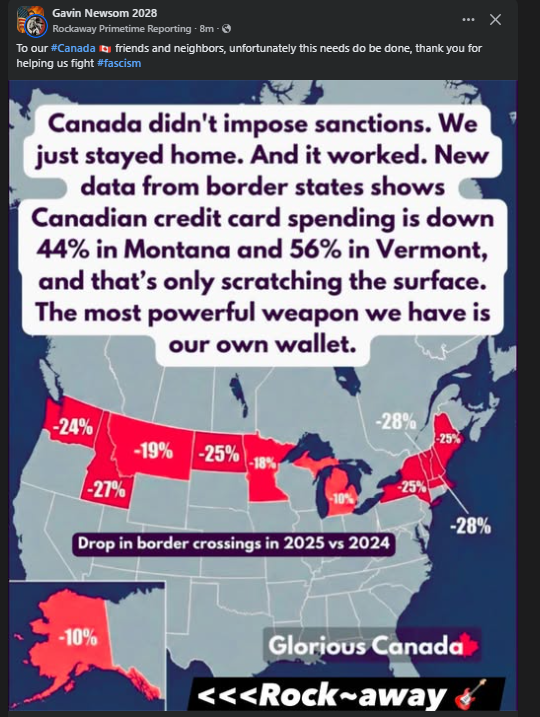 Gavin Newsom 2028
Rockaway Primetime Reporting · 8m ·
To our #Canada 🇨🇦 friends and neighbors, unfortunately this needs do be done, thank you for
helping us fight #fascism
Canada didn't impose sanctions. We
just stayed home. And it worked. New
data from border states shows
Canadian credit card spending is down
44% in Montana and 56% in Vermont,
and that's only scratching the surface.
The most powerful weapon we have is
our own wallet.
-28%
-24%
-25%
-19%
-25%
-18%
-27%
-25%
-10%
-28%
Drop in border crossings in 2025 vs 2024
-10%
Glorious Canada
<<<Rock~away